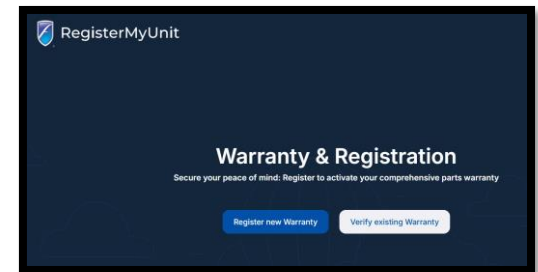 RegisterMyUnit
Warranty & Registration
Secure your peace of mind: Register to activate your comprehensive parts warranty
Register new Warranty
Verify existing Warranty